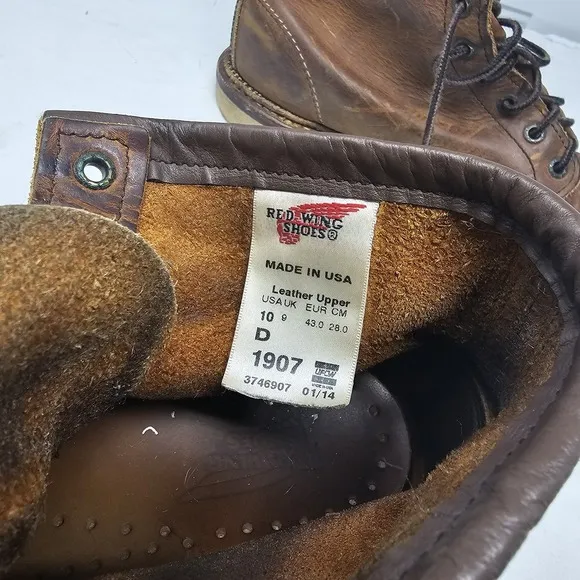 RED WING
SHOES®
MADE IN USA
Leather Upper
USA UK EUR CM
10 9 43.0 28.0
D
1907
UFCW
3746907 01/14